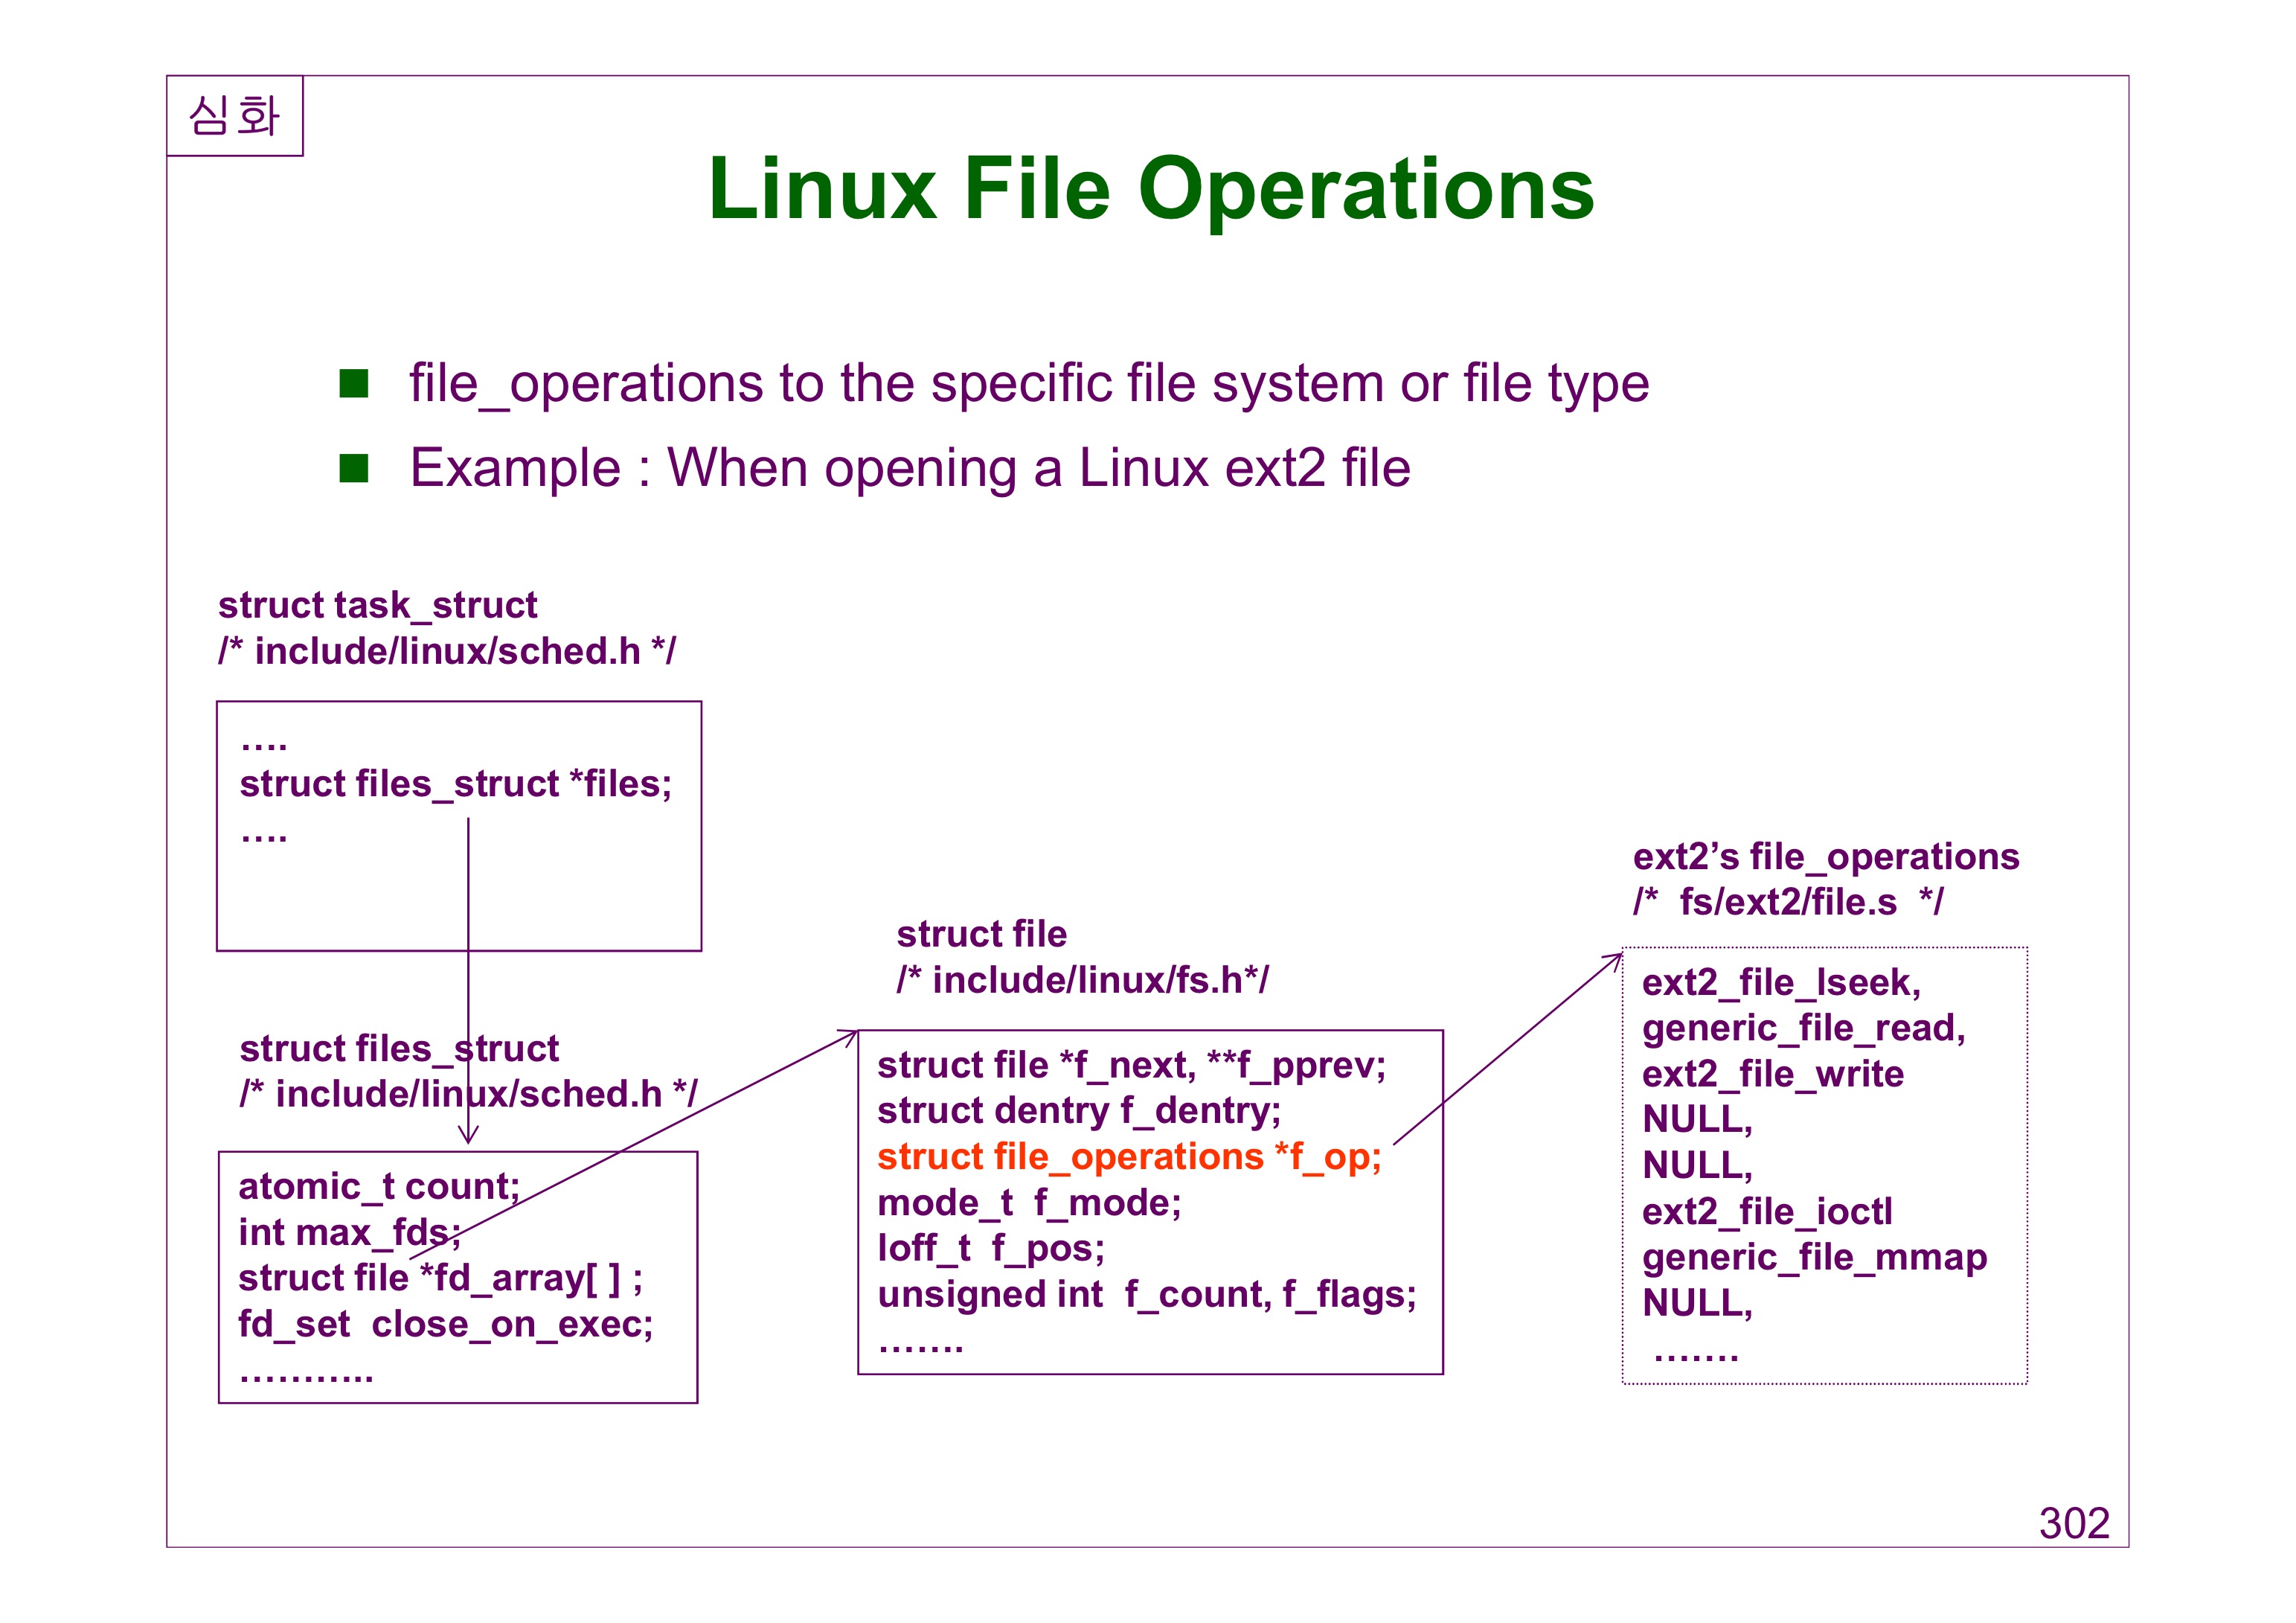 심화
Linux File Operations
file_operations to the specific file system or file type
Example : When opening a Linux ext2 file
struct task_struct
/* include/linux/sched.h */
....
struct files_struct *files;
....
struct files_struct
/* include/linux/sched.h */
atomic_t count;
int max_fds;
struct file *fd_array[ ] ;
fd_set  close_on_exec;
………..
struct file
/* include/linux/fs.h*/
struct file *f_next, **f_pprev;
struct dentry f_dentry;
struct file_operations *f_op;
mode_t  f_mode;
loff_t  f_pos;
unsigned int  f_count, f_flags;
…….
ext2’s file_operations
/*  fs/ext2/file.s  */
ext2_file_lseek,
generic_file_read,
ext2_file_write
NULL,
NULL,
ext2_file_ioctl
generic_file_mmap
NULL,
…….
302